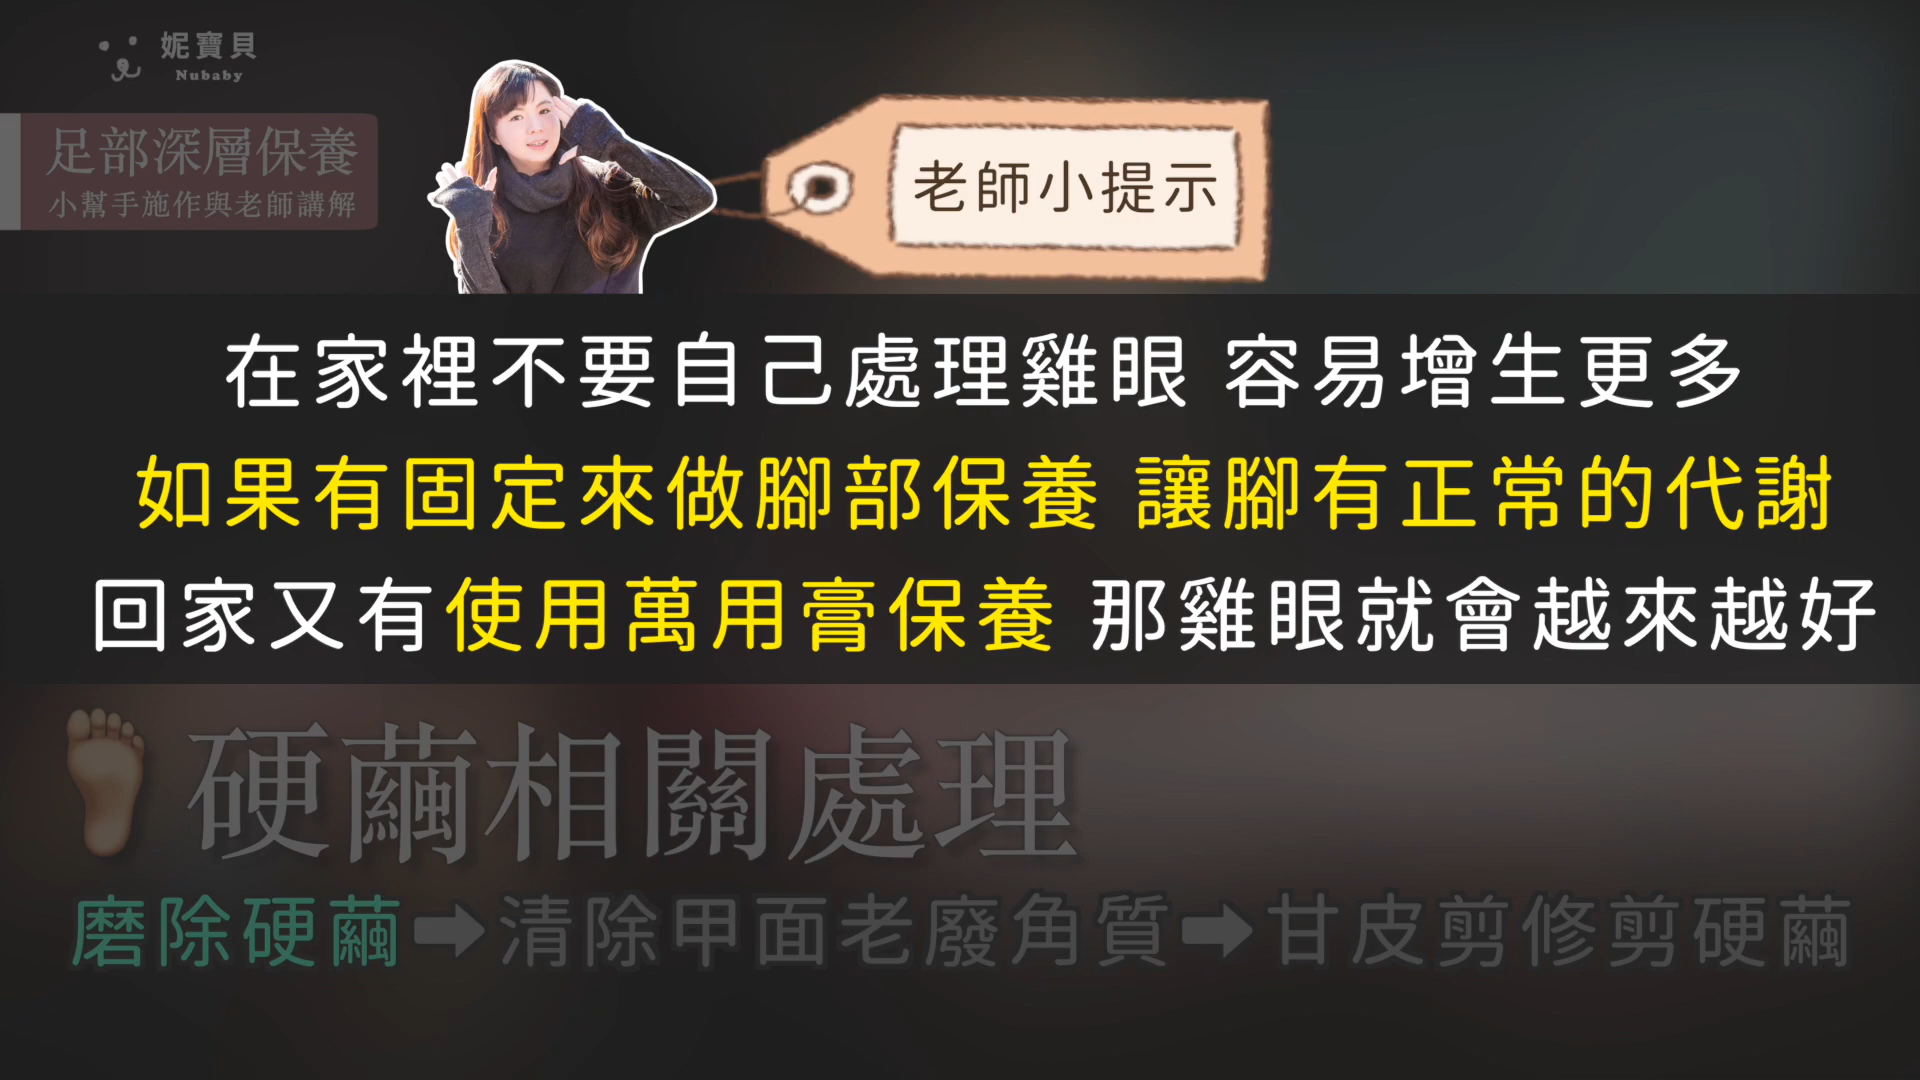 妮寶貝
Nubaby
足部深層保養
小幫手施作與老師講解
老師小提示
在家裡不要自己處理雞眼 容易增生更多
如果有固定來做腳部保養 讓腳有正常的代謝
回家又有使用萬用膏保養 那雞眼就會越來越好
硬繭相關處理
磨除硬繭➡清除甲面老廢角質➡甘皮剪修剪硬繭